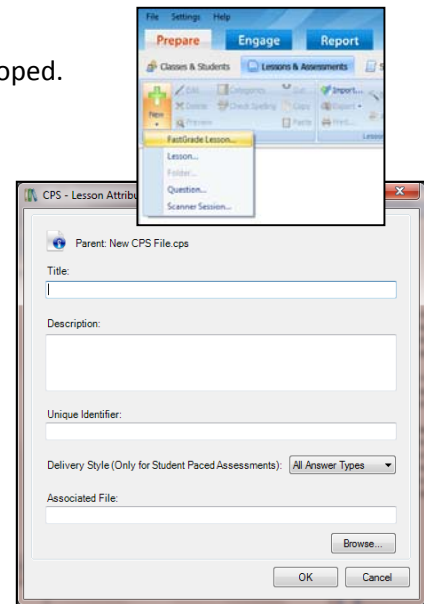 File Settings Help
oped.
Prepare Engage Report
Classes & Students Lessons & Assessments
New Edit Categories Cut Import...
Delete Check Spelling Copy Export
Preview Paste Print...
FastGrade Lesson...
Lesson...
Folder...
Question...
Scanner Session...
CPS - Lesson Attribu
Parent: New CPS File.cps
Title:
Description:
Unique Identifier:
Delivery Style (Only for Student Paced Assessments): All Answer Types
Associated File:
Browse...
OK Cancel